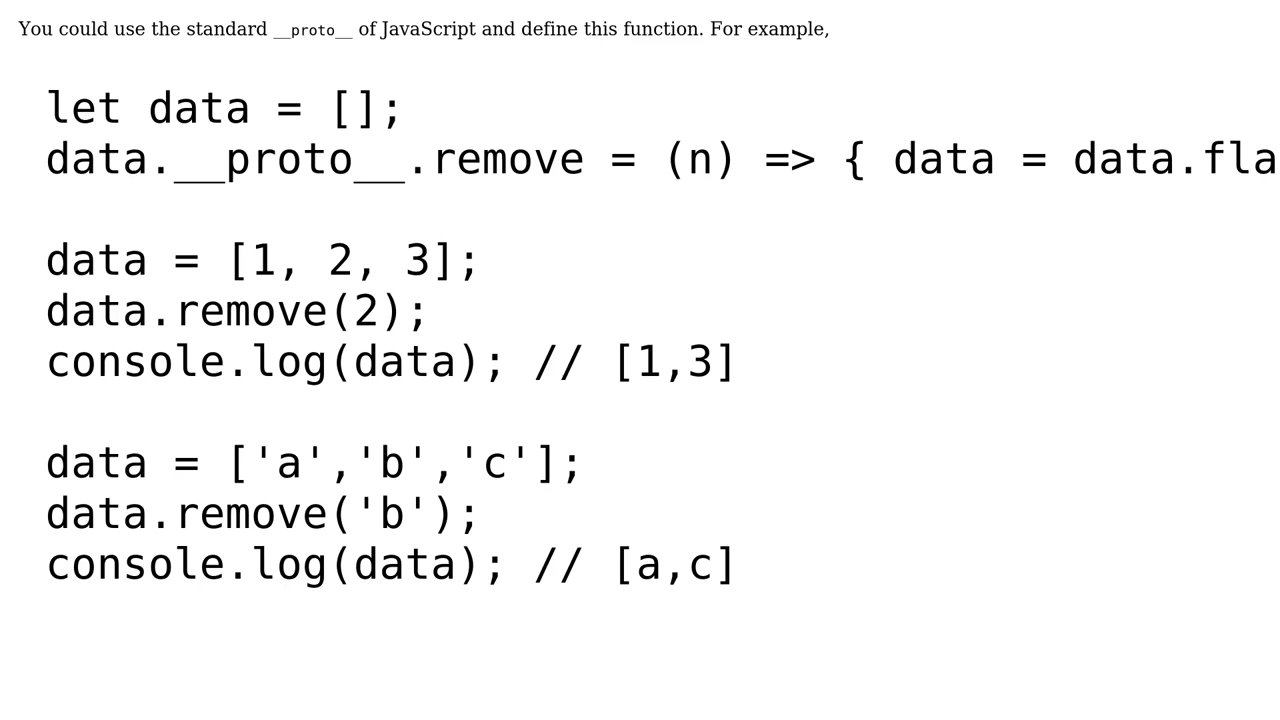 You could use the standard __proto__ of JavaScript and define this function. For example,
let data = [];
data.__proto__.remove = (n) => { data = data.fla
data = [1, 2, 3];
data.remove(2);
console.log(data); // [1,3]
data = ['a','b','c'];
data.remove('b');
console.log(data); // [a,c]